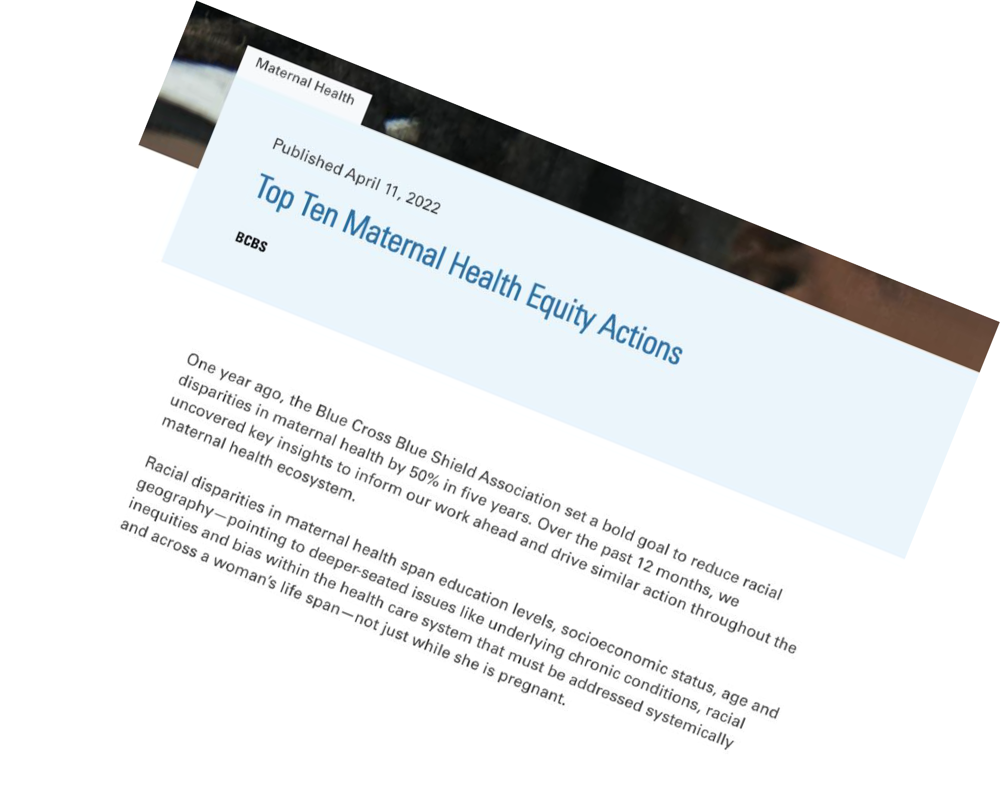 Maternal Health
Published April 11, 2022
Top Ten Maternal Health Equity Actions
BCBS
One year ago, the Blue Cross Blue Shield Association set a bold goal to reduce racial
disparities in maternal health by 50% in five years. Over the past 12 months, we
uncovered key insights to inform our work ahead and drive similar action throughout the
maternal health ecosystem.
Racial disparities in maternal health span education levels, socioeconomic status, age and
geography—pointing to deeper-seated issues like underlying chronic conditions, racial
inequities and bias within the health care system that must be addressed systemically
and across a woman's life span—not just while she is pregnant.